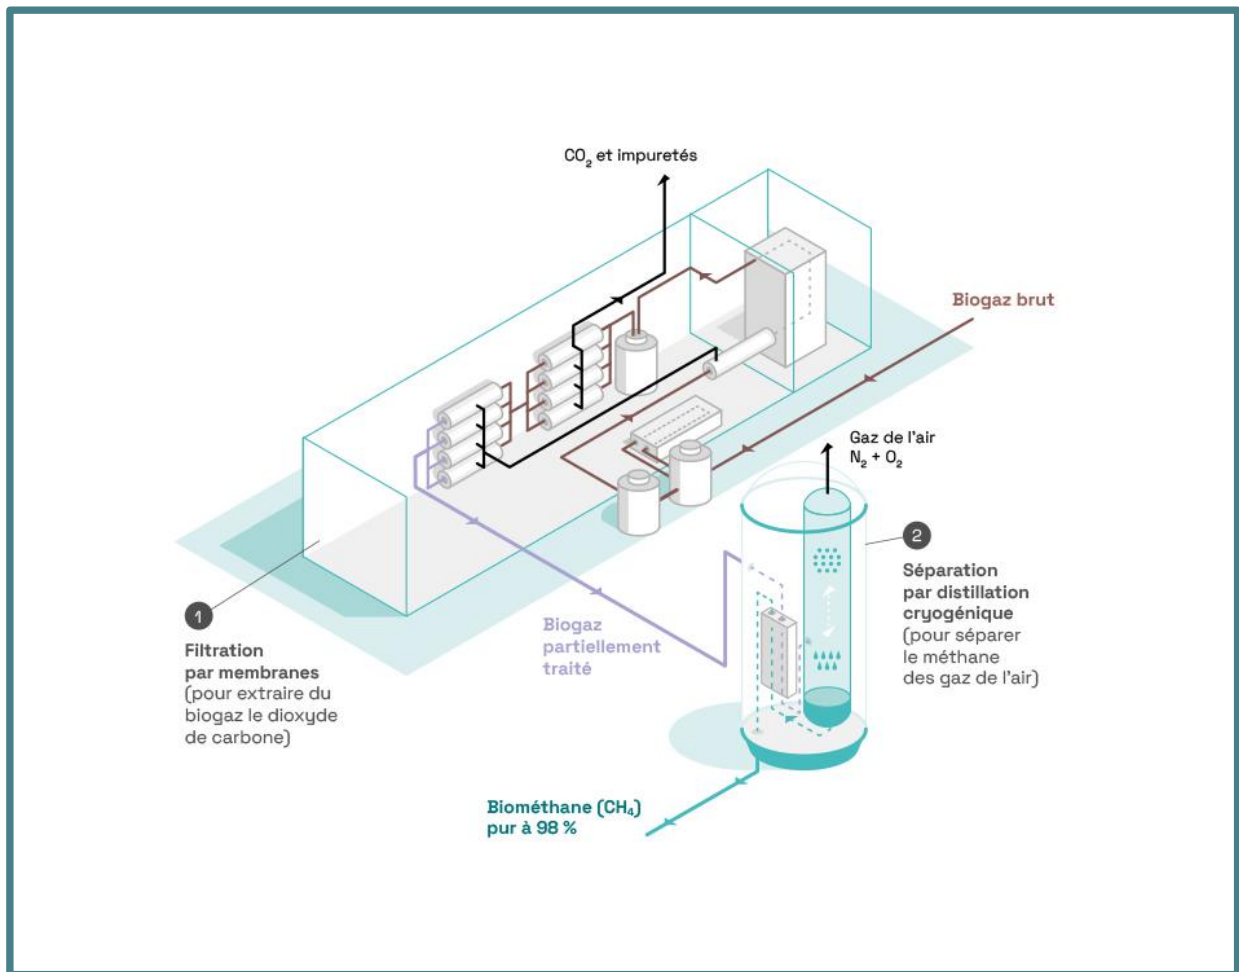 CO₂ et impuretés
Biogaz brut
Gaz de l'air
N₂ + O₂
2
Séparation
par distillation
cryogénique
(pour séparer
le méthane
des gaz de l'air)
1
Filtration
par membranes
(pour extraire du
biogaz le dioxyde
de carbone)
Biogaz
partiellement
traité
Biométhane (CH₄)
pur à 98 %